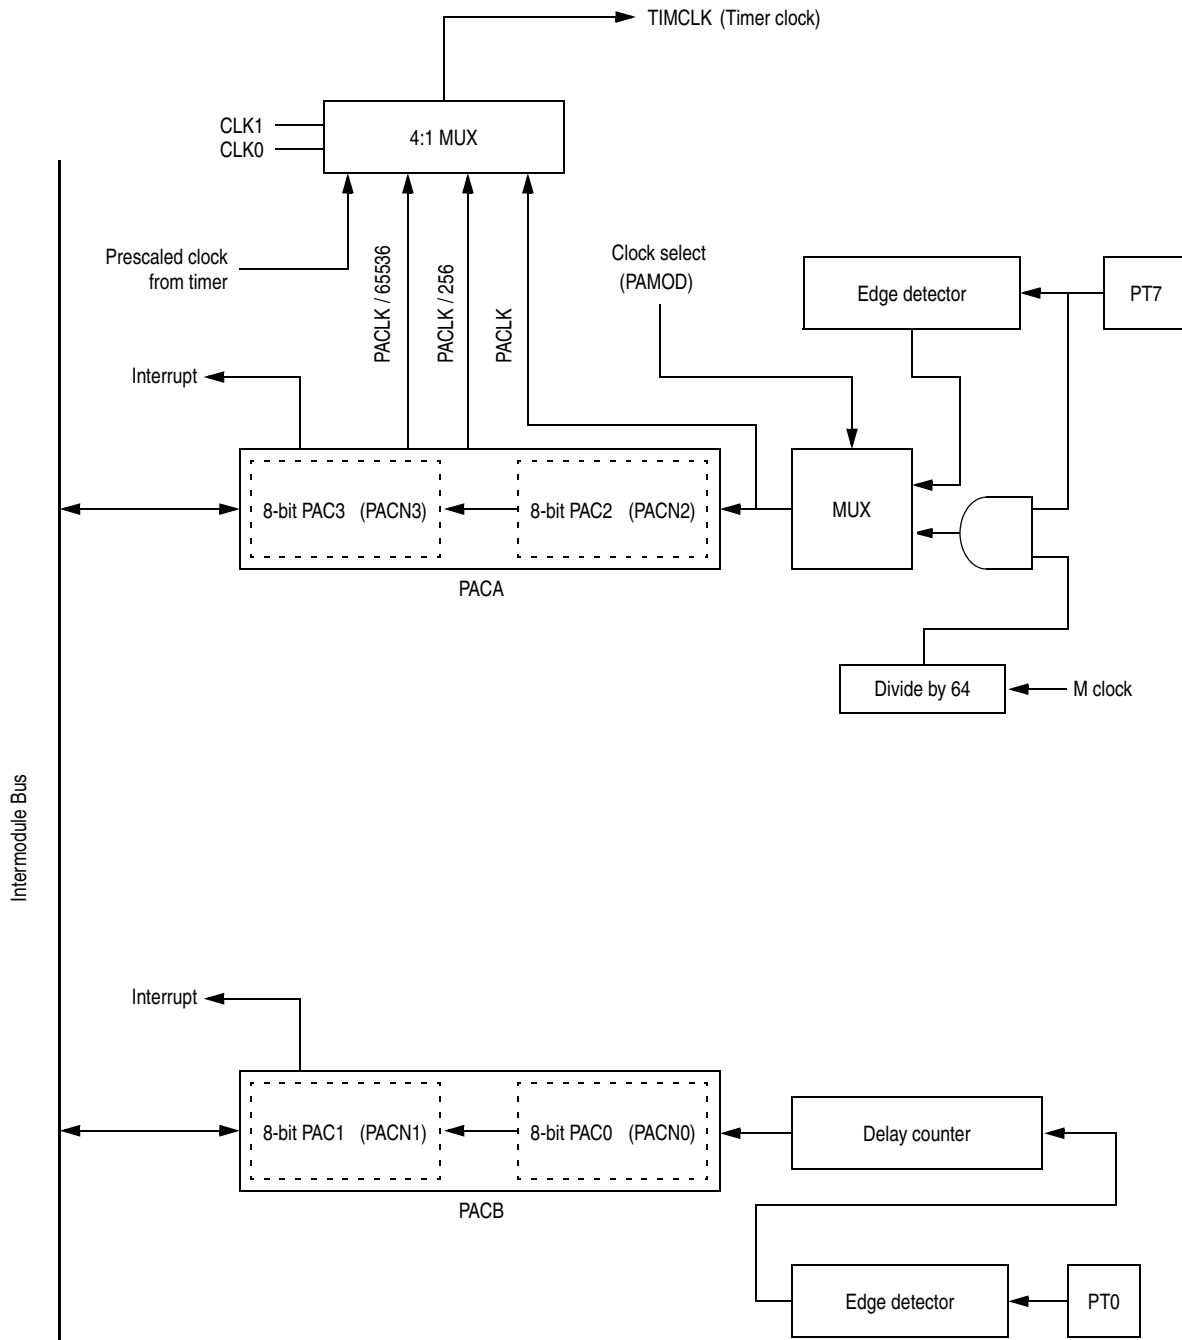 TIMCLK (Timer clock)
CLK1
CLK0
4:1 MUX
Prescaled clock
from timer
PACLK / 65536
PACLK / 256
PACLK
Clock select
(PAMOD)
Edge detector
PT7
Interrupt
8-bit PAC3 (PACN3)
8-bit PAC2 (PACN2)
MUX
PACA
Divide by 64
M clock
Intermodule Bus
Interrupt
8-bit PAC1 (PACN1)
8-bit PAC0 (PACN0)
Delay counter
PACB
Edge detector
PT0